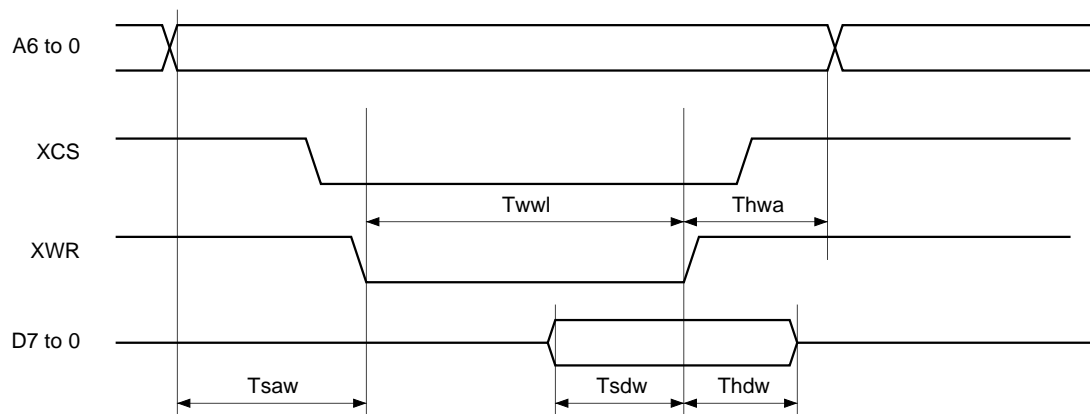 A6 to 0
XCS
Twwl Thwa
XWR
D7 to 0
Tsaw Tsdw Thdw